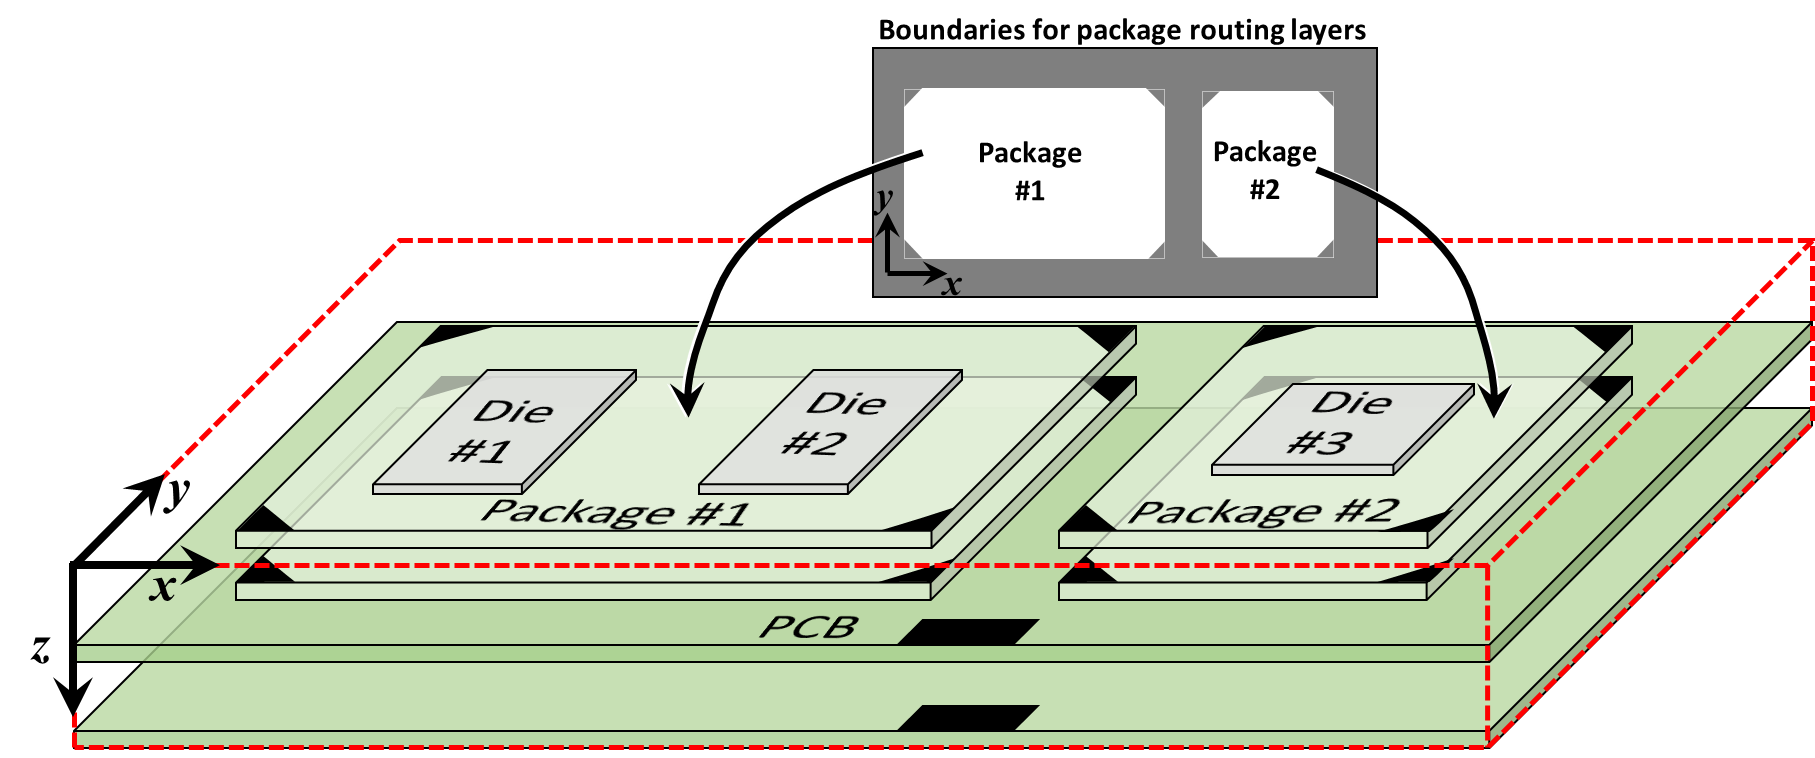 Boundaries for package routing layers
Package
#1
Package
#2
y
x
Die
#1
Die
#2
Die
#3
Package #1
Package #2
y
x
z
PCB